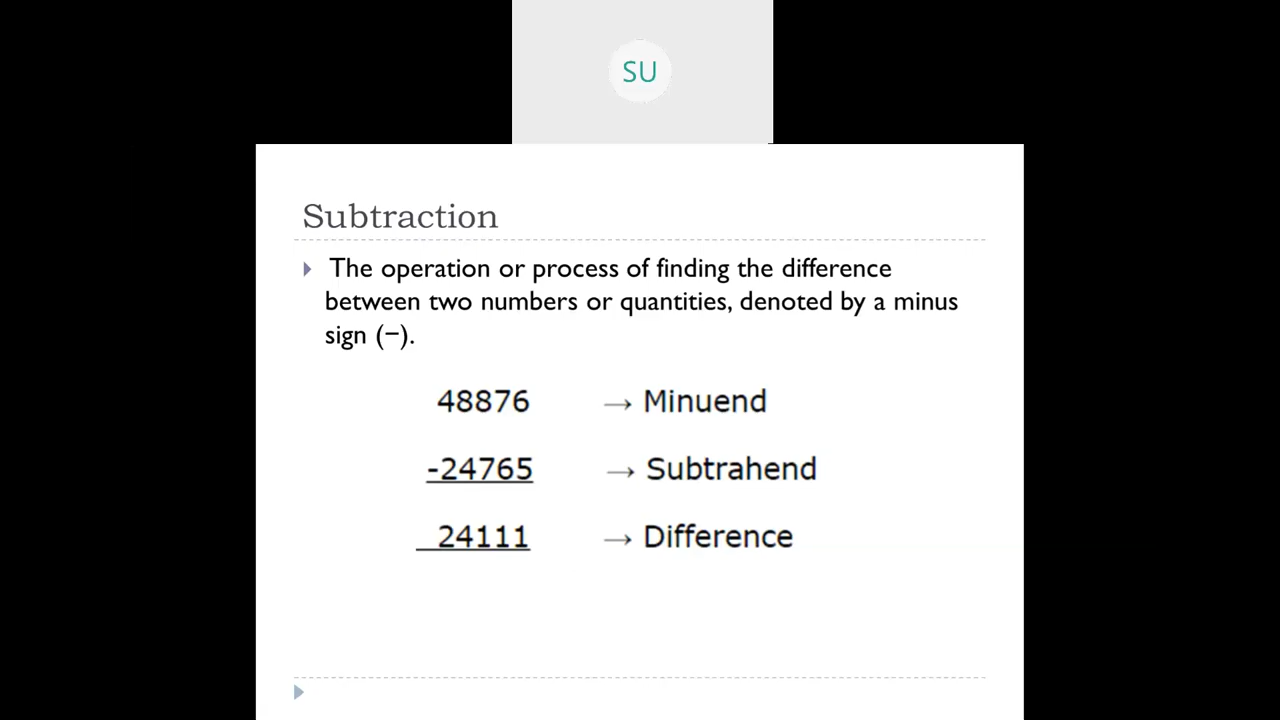 SU
Subtraction
The operation or process of finding the difference
between two numbers or quantities, denoted by a minus
sign (−).
48876 → Minuend
-24765 → Subtrahend
24111 → Difference